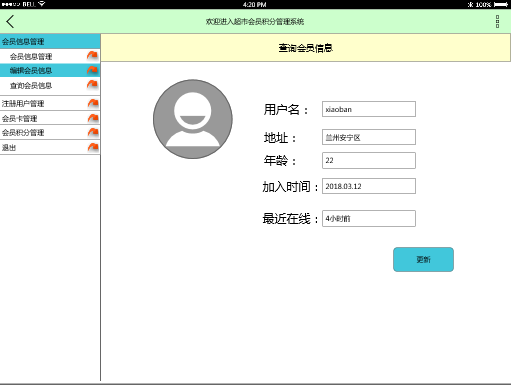 BELL 4:20 PM 100%
欢迎进入超市会员积分管理系统
会员信息管理
会员信息管理
编辑会员信息
查询会员信息
注册用户管理
会员卡管理
会员积分管理
退出
查询会员信息
用户名： xiaoban
地址： 兰州安宁区
年龄： 22
加入时间： 2018.03.12
最近在线： 4小时前
更新